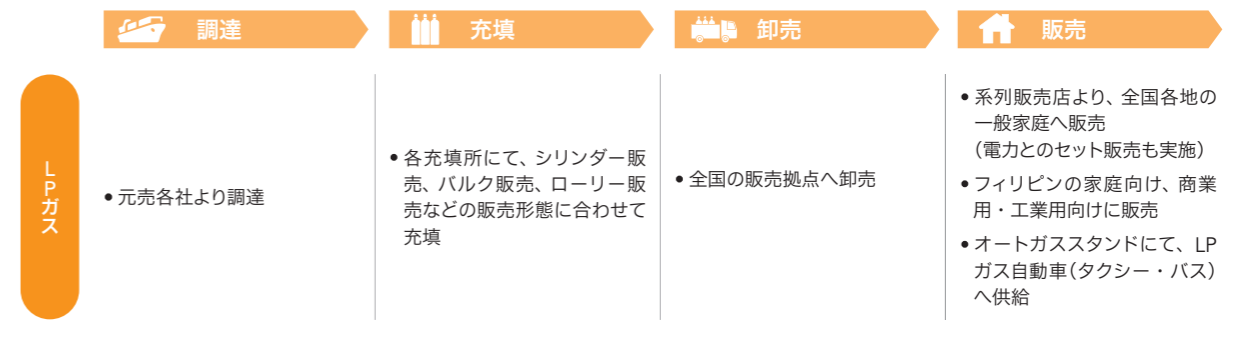 調達
充填
卸売
販売
LPガス
•元売各社より調達
•各充填所にて、シリンダー販
売、バルク販売、ローリー販
売などの販売形態に合わせて
充填
•全国の販売拠点へ卸売
•系列販売店より、全国各地の
一般家庭へ販売
（電力とのセット販売も実施）
•フィリピンの家庭向け、商業
用・工業用向けに販売
•オートガススタンドにて、LP
ガス自動車（タクシー・バス）
へ供給